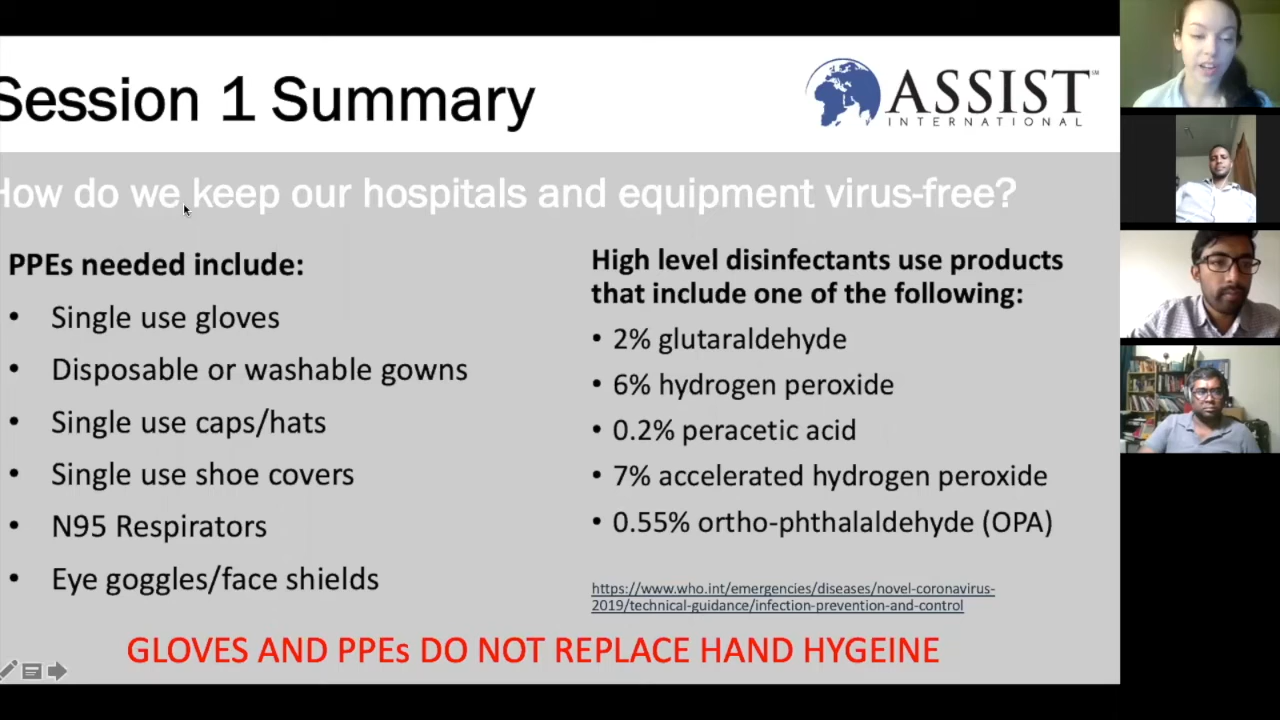 Session 1 Summary
ASSIST
INTERNATIONAL
How do we keep our hospitals and equipment virus-free?
PPEs needed include:
• Single use gloves
• Disposable or washable gowns
• Single use caps/hats
• Single use shoe covers
• N95 Respirators
• Eye goggles/face shields
High level disinfectants use products
that include one of the following:
• 2% glutaraldehyde
• 6% hydrogen peroxide
• 0.2% peracetic acid
• 7% accelerated hydrogen peroxide
• 0.55% ortho-phthalaldehyde (OPA)
https://www.who.int/emergencies/diseases/novel-coronavirus-
2019/technical-guidance/infection-prevention-and-control
GLOVES AND PPEs DO NOT REPLACE HAND HYGEINE